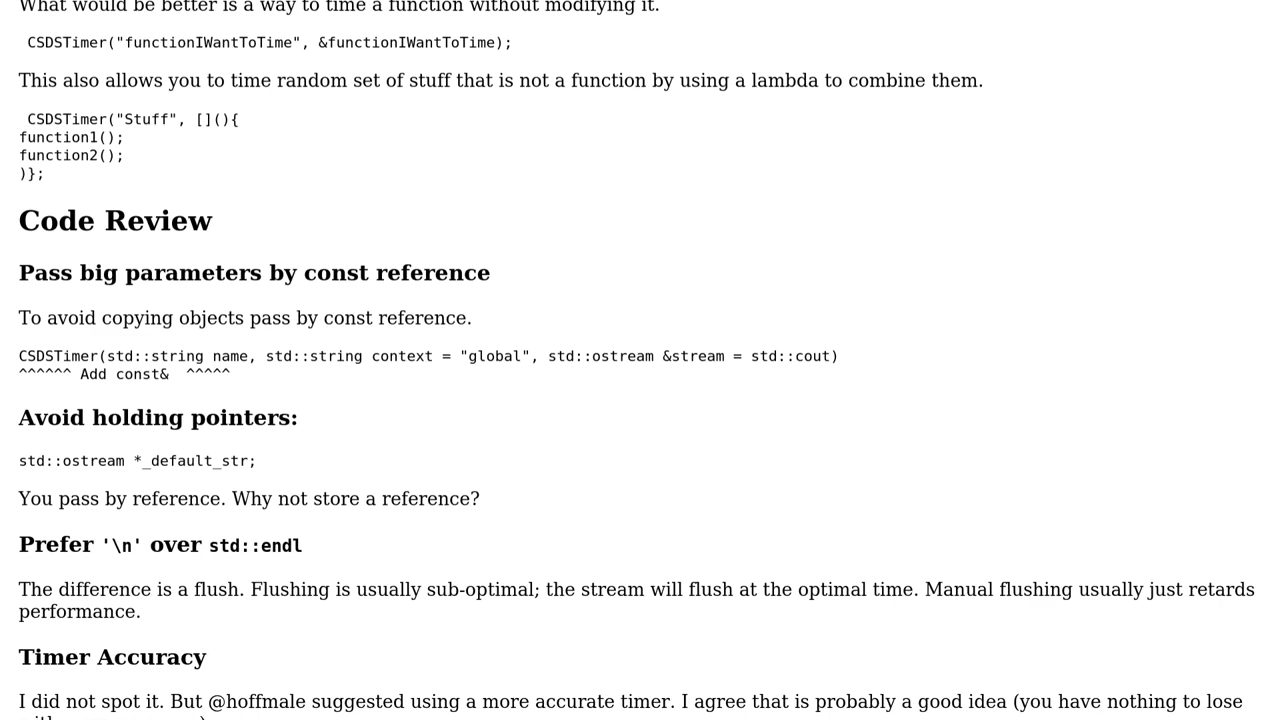 What would be better is a way to time a function without modifying it.
CSDSTimer("functionIWantToTime", &functionIWantToTime);
This also allows you to time random set of stuff that is not a function by using a lambda to combine them.
CSDSTimer("Stuff", [](){
function1();
function2();
)};
Code Review
Pass big parameters by const reference
To avoid copying objects pass by const reference.
CSDSTimer(std::string name, std::string context = "global", std::ostream &stream = std::cout)
^^^^^^ Add const&  ^^^^^
Avoid holding pointers:
std::ostream *_default_str;
You pass by reference. Why not store a reference?
Prefer '\n' over std::endl
The difference is a flush. Flushing is usually sub-optimal; the stream will flush at the optimal time. Manual flushing usually just retards
performance.
Timer Accuracy
I did not spot it. But @hoffmale suggested using a more accurate timer. I agree that is probably a good idea (you have nothing to lose